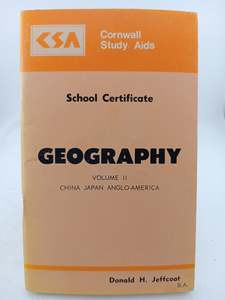 CSA
Cornwall
Study Aids
School Certificate
GEOGRAPHY
VOLUME II
CHINA JAPAN ANGLO-AMERICA
Donald H. Jeffcoat
B.A.